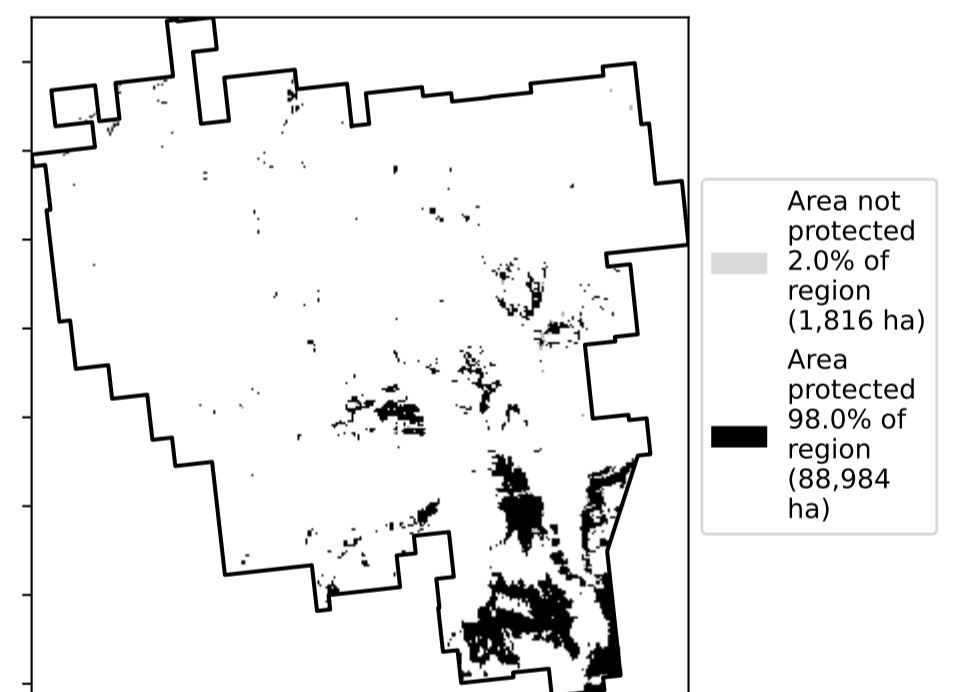 Area not
protected
2.0% of
region
(1,816 ha)
Area
protected
98.0% of
region
(88,984
ha)